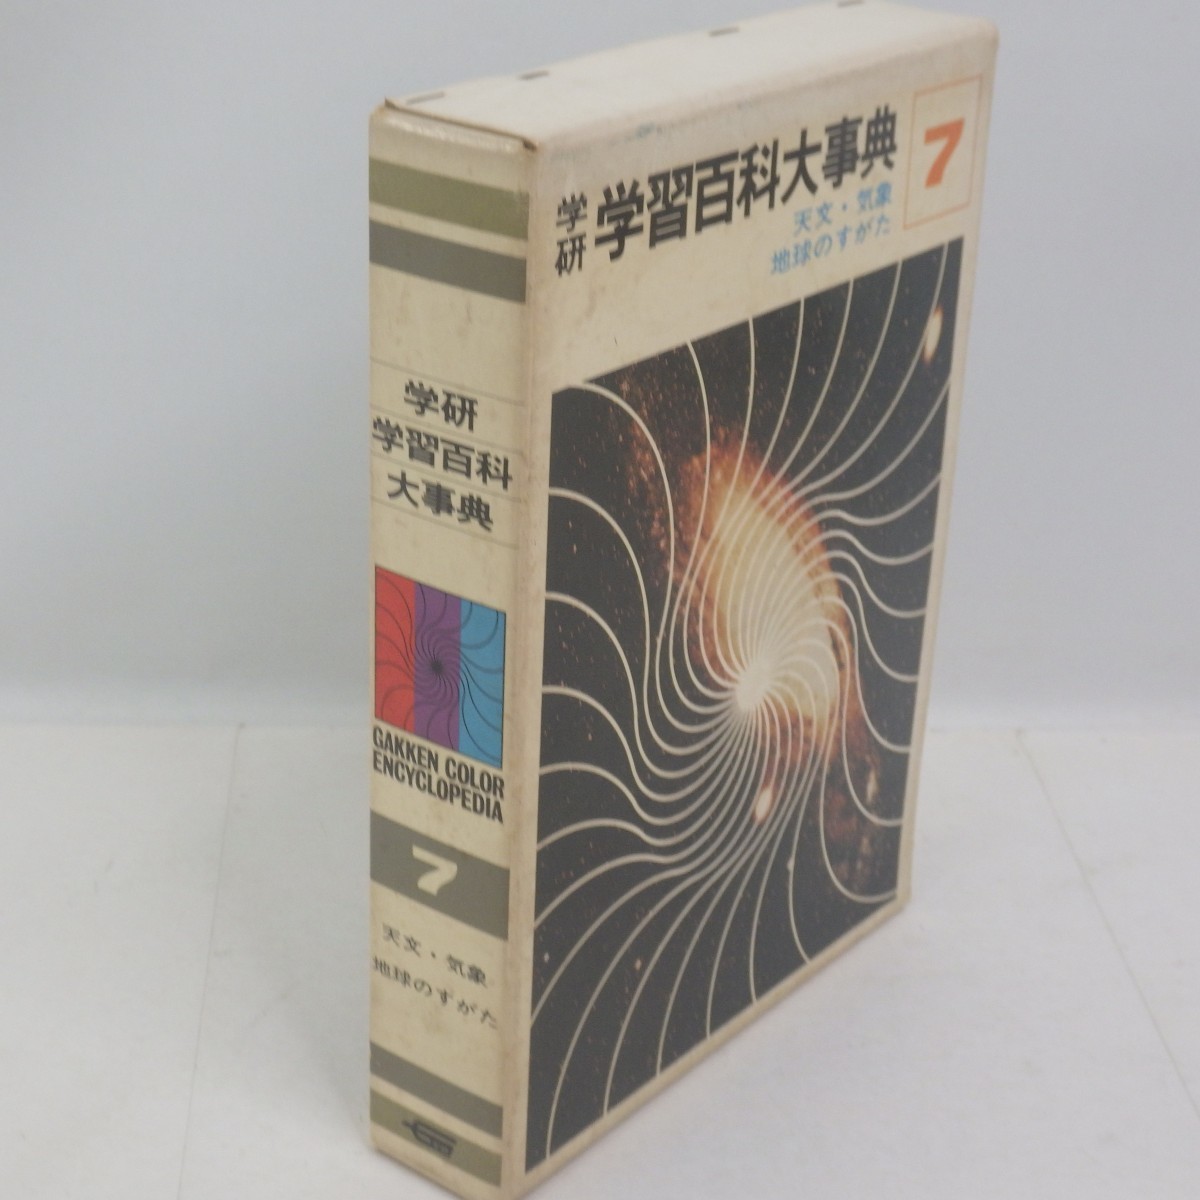 学研
学習百科大事典
7
天文・気象
地球のすがた
学研
学習百科
大事典
GAKKEN COLOR
ENCYCLOPEDIA
7
天文・気象
地球のすがた